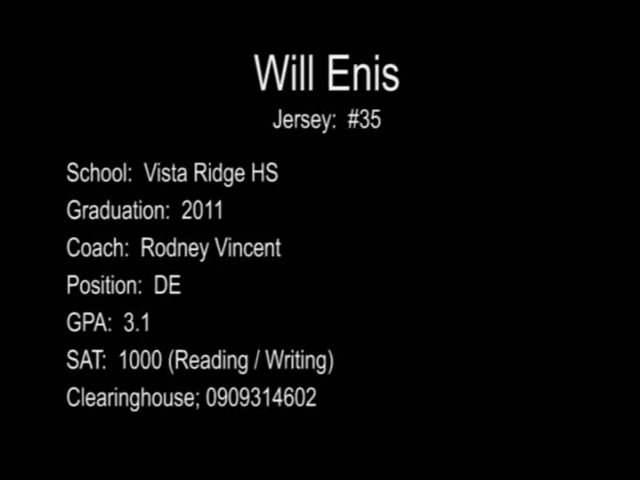 Will Enis
Jersey: #35
School: Vista Ridge HS
Graduation: 2011
Coach: Rodney Vincent
Position: DE
GPA: 3.1
SAT: 1000 (Reading / Writing)
Clearinghouse; 0909314602